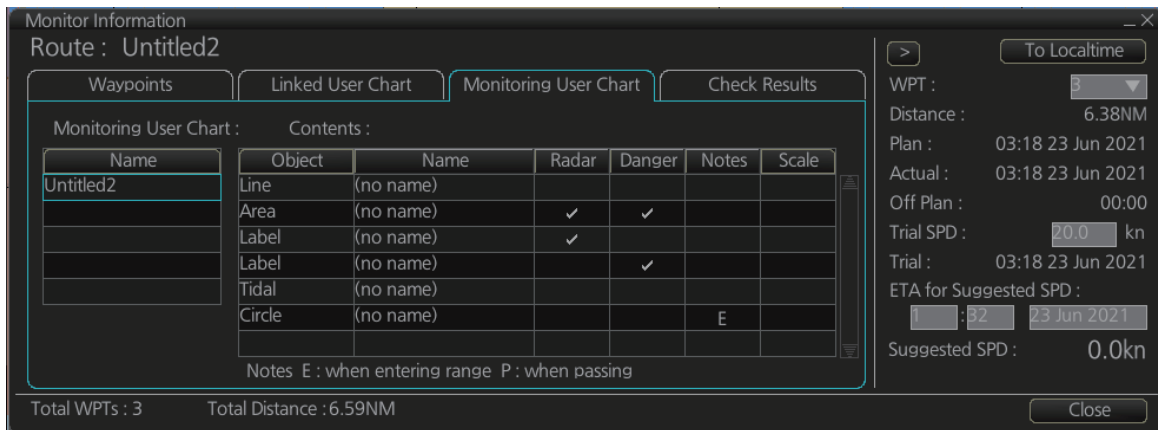 Monitor Information
Route : Untitled2
Waypoints Linked User Chart Monitoring User Chart Check Results
Monitoring User Chart : Contents :
Name Object Name Radar Danger Notes Scale
Untitled2 Line (no name)
Area (no name) ✓ ✓
Label (no name) ✓
Label (no name) ✓
Tidal (no name)
Circle (no name) E
Notes E : when entering range P : when passing
Total WPTs : 3 Total Distance : 6.59NM
> To Localtime
WPT : 3
Distance : 6.38NM
Plan : 03:18 23 Jun 2021
Actual : 03:18 23 Jun 2021
Off Plan : 00:00
Trial SPD : 20.0 kn
Trial : 03:18 23 Jun 2021
ETA for Suggested SPD :
1 : 32 23 Jun 2021
Suggested SPD : 0.0kn
Close